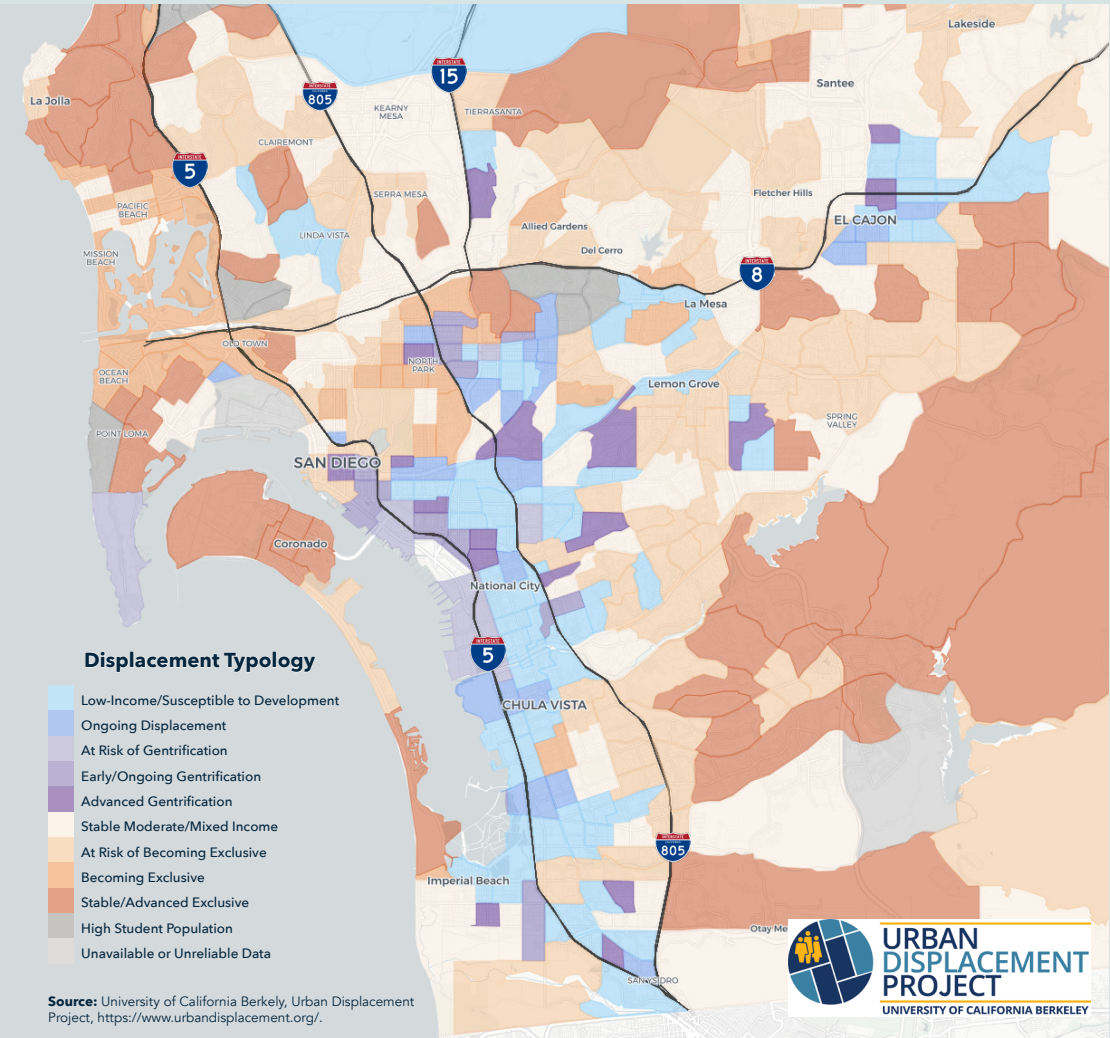 Lakeside
INTERSTATE
15
Santee
INTERSTATE
CALIFORNIA
805
La Jolla
KEARNY
MESA
TIERRASANTA
CLAIREMONT
INTERSTATE
5
SERRA MESA
Fletcher Hills
PACIFIC
BEACH
EL CAJON
Allied Gardens
LINDA VISTA
Del Cerro
MISSION
BEACH
INTERSTATE
8
La Mesa
OLD TOWN
NORTH
PARK
OCEAN
BEACH
Lemon Grove
SPRING
VALLEY
POINT LOMA
SAN DIEGO
Coronado
National City
INTERSTATE
5
CHULA VISTA
INTERSTATE
CALIFORNIA
805
Imperial Beach
Otay Me
SAN YSIDRO
Displacement Typology
Low-Income/Susceptible to Development
Ongoing Displacement
At Risk of Gentrification
Early/Ongoing Gentrification
Advanced Gentrification
Stable Moderate/Mixed Income
At Risk of Becoming Exclusive
Becoming Exclusive
Stable/Advanced Exclusive
High Student Population
Unavailable or Unreliable Data
Source: University of California Berkely, Urban Displacement
Project, https://www.urbandisplacement.org/.
URBAN
DISPLACEMENT
PROJECT
UNIVERSITY OF CALIFORNIA BERKELEY